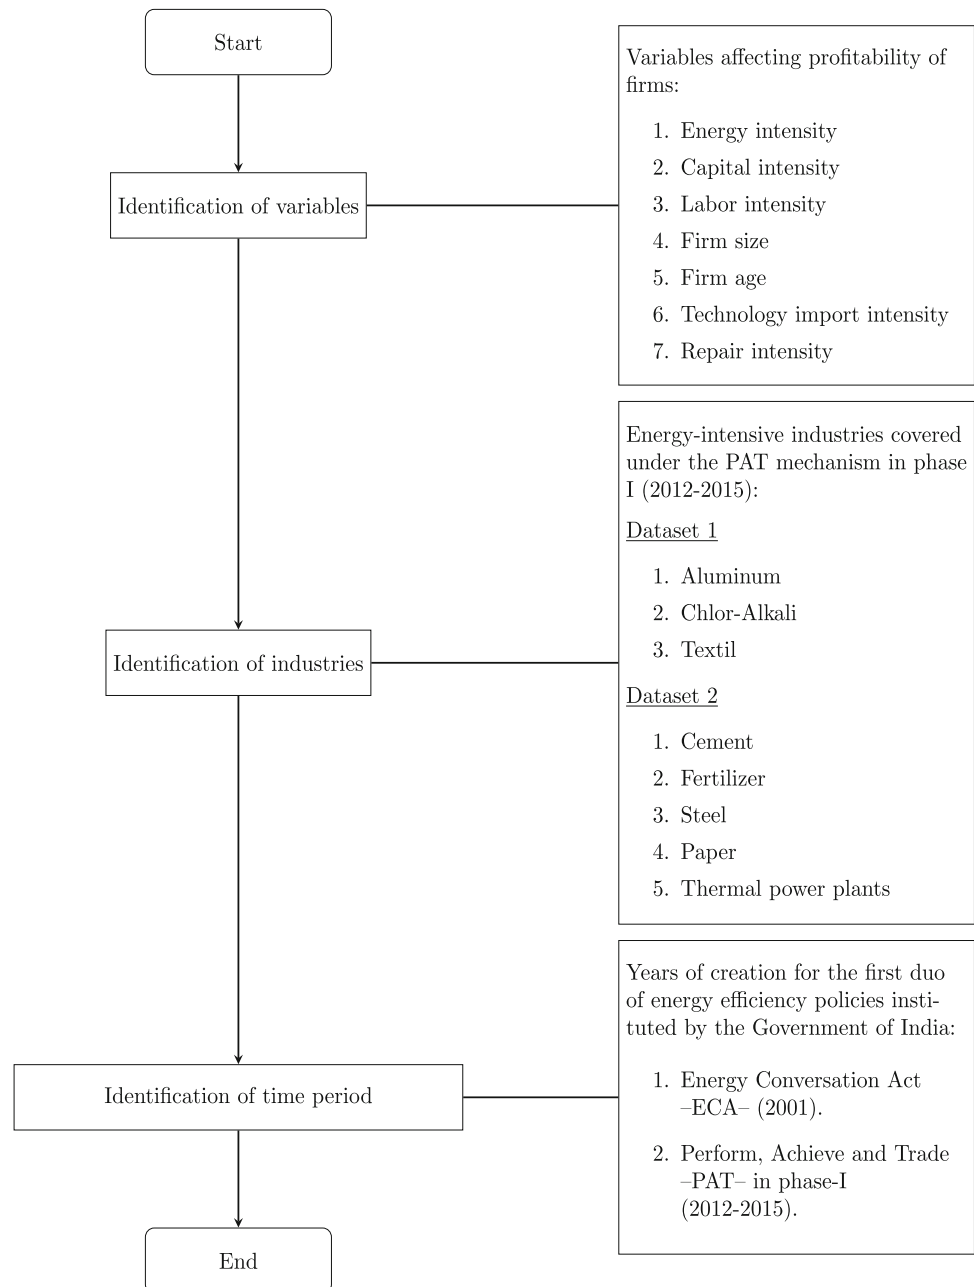 Start
Variables affecting profitability of
firms:
1. Energy intensity
2. Capital intensity
3. Labor intensity
4. Firm size
5. Firm age
6. Technology import intensity
7. Repair intensity
Identification of variables
Energy-intensive industries covered
under the PAT mechanism in phase
I (2012-2015):
Dataset 1
1. Aluminum
2. Chlor-Alkali
3. Textil
Identification of industries
Dataset 2
1. Cement
2. Fertilizer
3. Steel
4. Paper
5. Thermal power plants
Years of creation for the first duo
of energy efficiency policies insti-
tuted by the Government of India:
Identification of time period
1. Energy Conversation Act
–ECA– (2001).
2. Perform, Achieve and Trade
–PAT– in phase-I
(2012-2015).
End